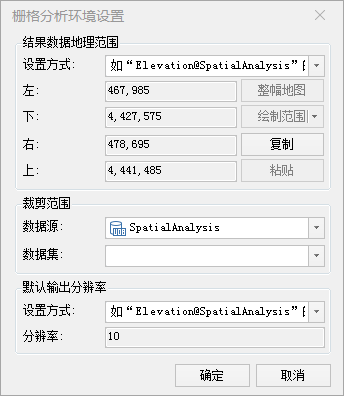 栅格分析环境设置
结果数据地理范围
设置方式： 如“Elevation@SpatialAnalysis”
左： 467,985 整幅地图
下： 4,427,575 绘制范围
右： 478,695 复制
上： 4,441,485 粘贴
裁剪范围
数据源： SpatialAnalysis
数据集：
默认输出分辨率
设置方式： 如“Elevation@SpatialAnalysis”
分辨率： 10
确定 取消